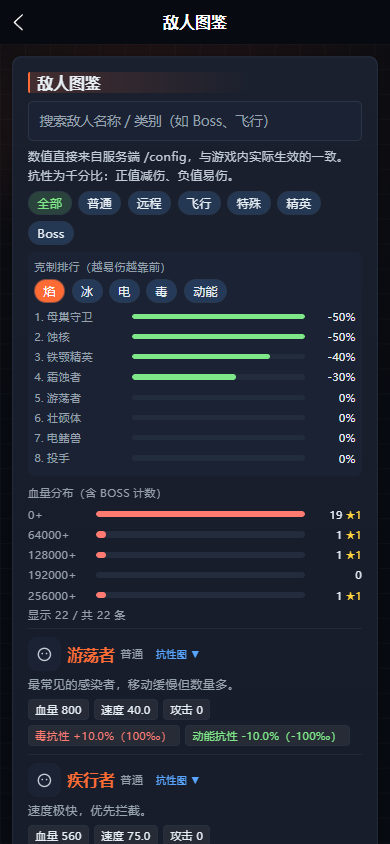 敌人图鉴
敌人图鉴
搜索敌人名称 / 类别（如 Boss、飞行）
数值直接来自服务端 /config，与游戏内实际生效的一致。
抗性为千分比：正值减伤、负值易伤。
全部 普通 远程 飞行 特殊 精英
Boss
克制排行（越易伤越靠前）
焰 冰 电 毒 动能
1. 母巢守卫 -50%
2. 蚀核 -50%
3. 铁颚精英 -40%
4. 霜蚀者 -30%
5. 游荡者 0%
6. 壮硕体 0%
7. 电鳍兽 0%
8. 投手 0%
血量分布（含 BOSS 计数）
0+ 19 ★1
64000+ 1 ★1
128000+ 1 ★1
192000+ 0
256000+ 1 ★1
显示 22 / 共 22 条
游荡者 普通 抗性图 ▼
最常见的感染者，移动缓慢但数量多。
血量 800 速度 40.0 攻击 0
毒抗性 +10.0%（100‰） 动能抗性 -10.0%（-100‰）
疾行者 普通 抗性图 ▼
速度极快，优先拦截。
血量 560 速度 75.0 攻击 0